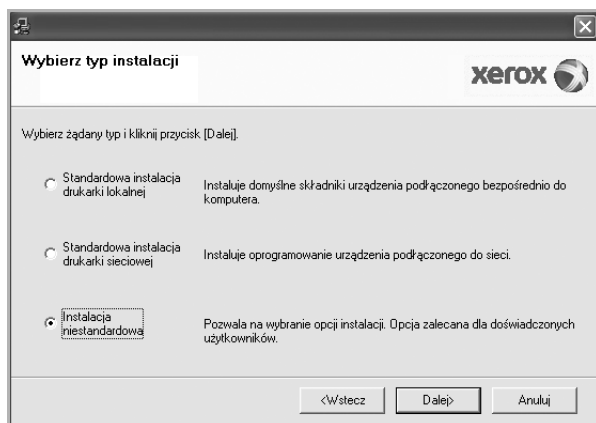 Wybierz typ instalacji
xerox
Wybierz żądany typ i kliknij przycisk [Dalej].
Standardowa instalacja
drukarki lokalnej
Instaluje domyślne składniki urządzenia podłączonego bezpośrednio do
komputera.
Standardowa instalacja
drukarki sieciowej
Instaluje oprogramowanie urządzenia podłączonego do sieci.
Instalacja
niestandardowa
Pozwala na wybranie opcji instalacji. Opcja zalecana dla doświadczonych
użytkowników.
<Wstecz
Dalej>
Anuluj